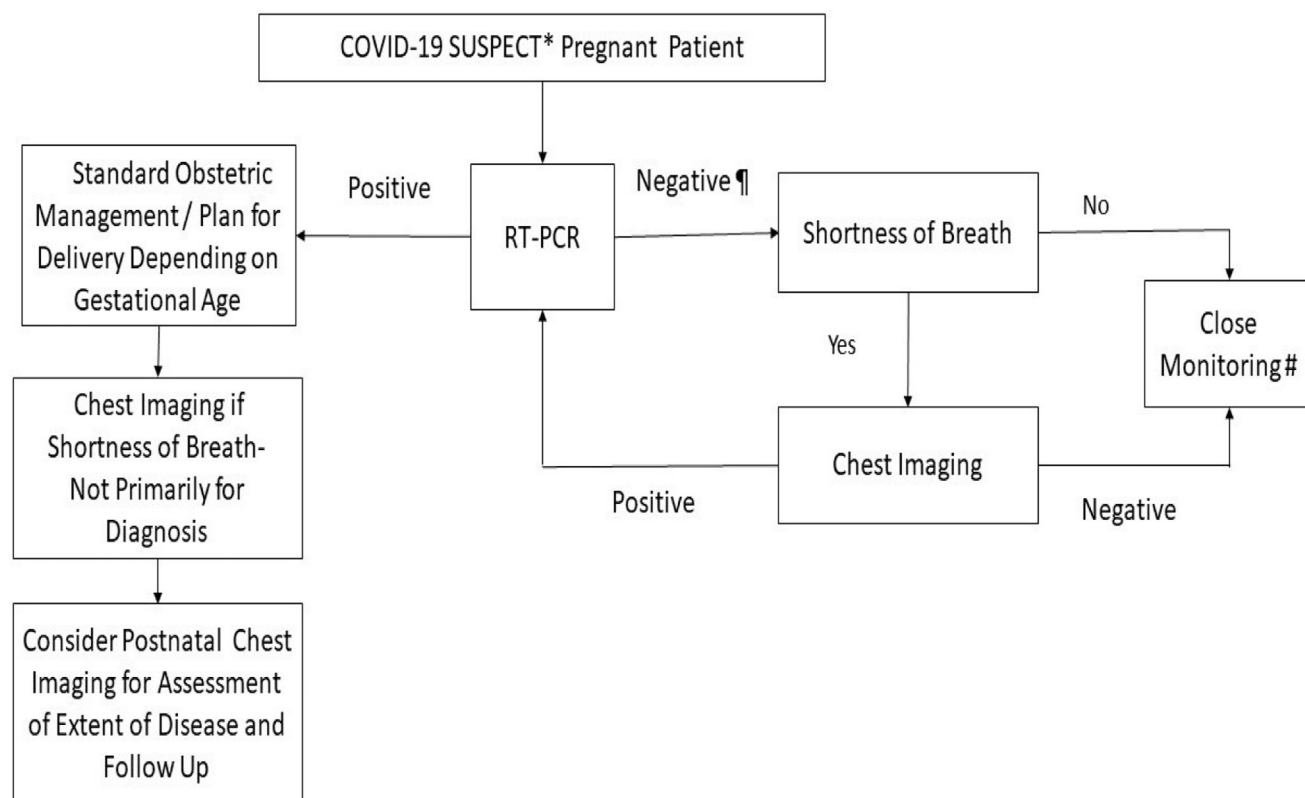 COVID-19 SUSPECT* Pregnant Patient
Standard Obstetric
Management / Plan for
Delivery Depending on
Gestational Age
Positive
RT-PCR
Negative ¶
Shortness of Breath
No
Yes
Close
Monitoring#
Chest Imaging if
Shortness of Breath-
Not Primarily for
Diagnosis
Chest Imaging
Positive
Negative
Consider Postnatal Chest
Imaging for Assessment
of Extent of Disease and
Follow Up